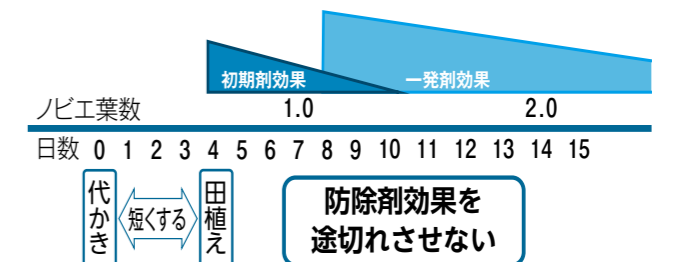 初期剤効果 一発剤効果
ノビエ葉数 1.0 2.0
日数 0 1 2 3 4 5 6 7 8 9 10 11 12 13 14 15
代かき 短くする 田植え
防除剤効果を
途切れさせない